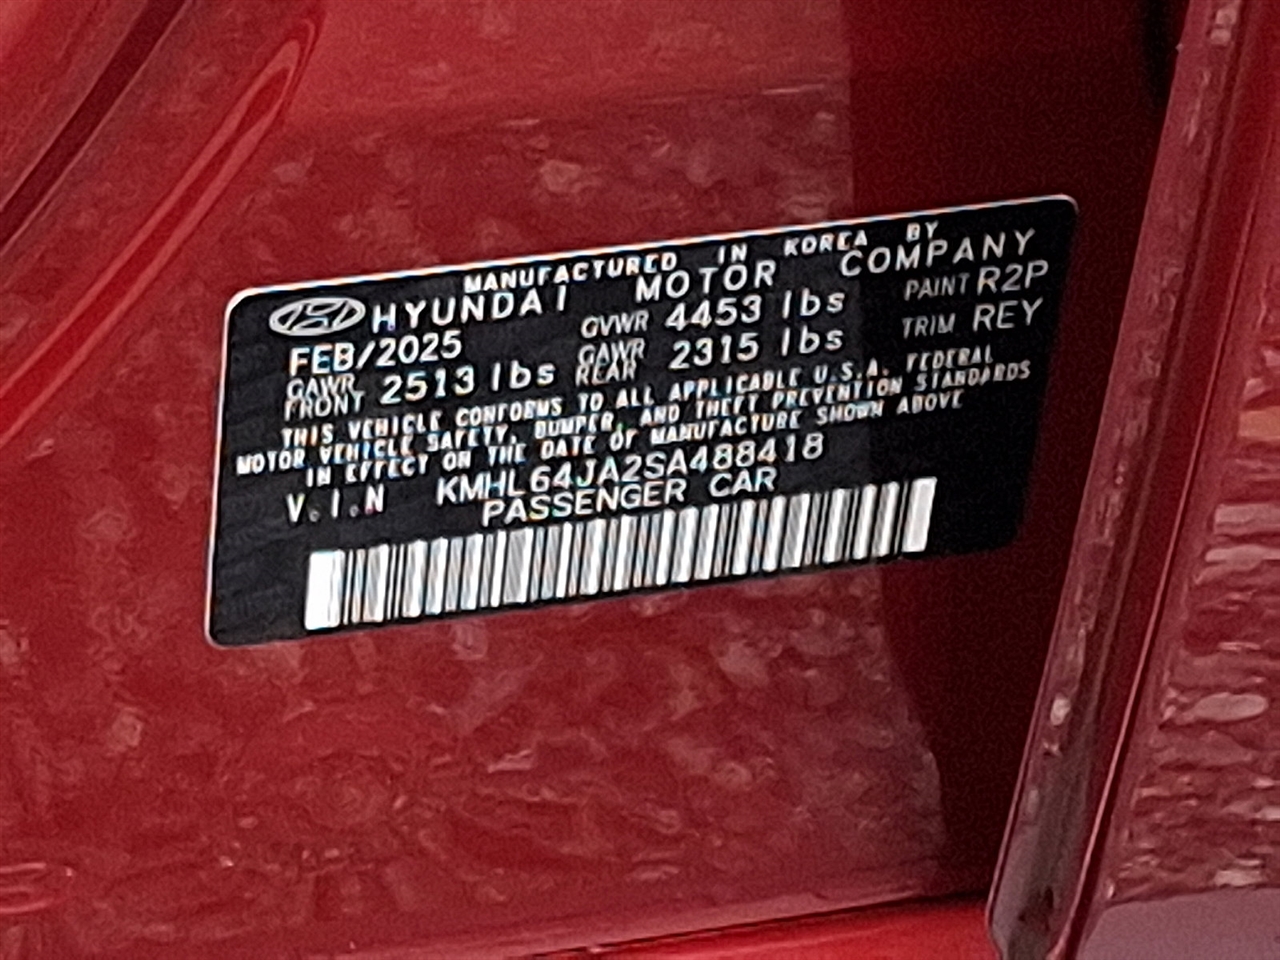 MANUFACTURED IN KOREA BY
HYUNDAI MOTOR COMPANY
FEB/2025 GVWR 4453 lbs PAINT R2P
GAWR FRONT 2513 lbs GAWR REAR 2315 lbs TRIM REY
THIS VEHICLE CONFORMS TO ALL APPLICABLE U.S.A. FEDERAL
MOTOR VEHICLE SAFETY, BUMPER, AND THEFT PREVENTION STANDARDS
IN EFFECT ON THE DATE OF MANUFACTURE SHOWN ABOVE
V.I.N KMHL64JA2SA488418
PASSENGER CAR